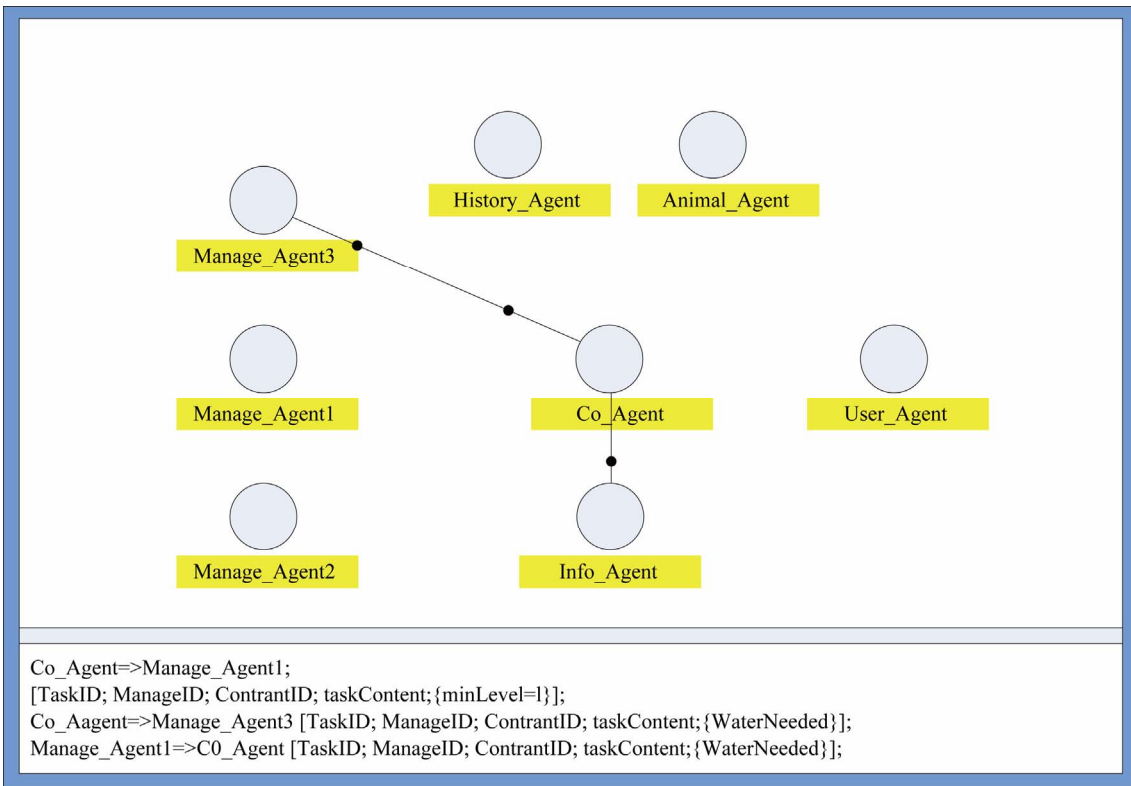 History_Agent
Animal_Agent
Manage_Agent3
Manage_Agent1
Co_Agent
User_Agent
Manage_Agent2
Info_Agent
Co_Agent=>Manage_Agent1;
[TaskID; ManageID; ContrantID; taskContent;{minLevel=l}];
Co_Aagent=>Manage_Agent3 [TaskID; ManageID; ContrantID; taskContent;{WaterNeeded}];
Manage_Agent1=>C0_Agent [TaskID; ManageID; ContrantID; taskContent;{WaterNeeded}];